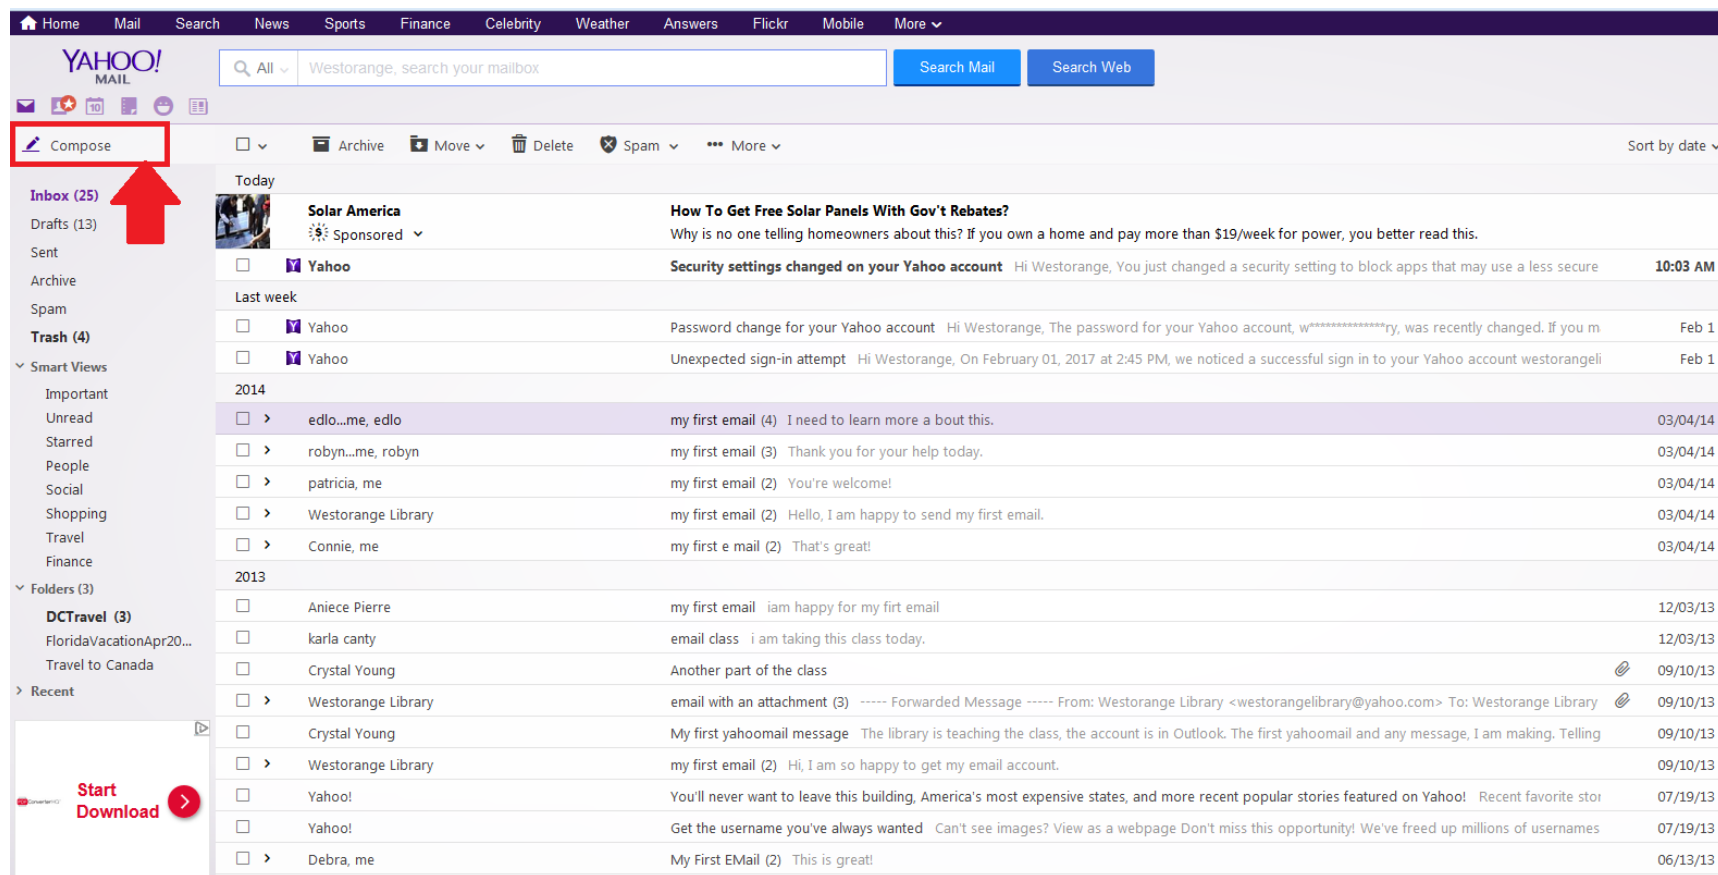 Home Mail Search News Sports Finance Celebrity Weather Answers Flickr Mobile More
YAHOO!
MAIL
All Westorange, search your mailbox Search Mail Search Web
10
Compose Archive Move Delete Spam More Sort by date
Today
Inbox (25)
Drafts (13)
Sent
Archive
Spam
Trash (4)
Smart Views
Important
Unread
Starred
People
Social
Shopping
Travel
Finance
Folders (3)
DCTravel (3)
FloridaVacationApr20...
Travel to Canada
Recent
Start
Download
Solar America How To Get Free Solar Panels With Gov't Rebates?
Sponsored Why is no one telling homeowners about this? If you own a home and pay more than $19/week for power, you better read this.
Yahoo Security settings changed on your Yahoo account Hi Westorange, You just changed a security setting to block apps that may use a less secure 10:03 AM
Last week
Yahoo Password change for your Yahoo account Hi Westorange, The password for your Yahoo account, w**************ry, was recently changed. If you m Feb 1
Yahoo Unexpected sign-in attempt Hi Westorange, On February 01, 2017 at 2:45 PM, we noticed a successful sign in to your Yahoo account westorangeli Feb 1
2014
edlo...me, edlo my first email (4) I need to learn more a bout this. 03/04/14
robyn...me, robyn my first email (3) Thank you for your help today. 03/04/14
patricia, me my first email (2) You're welcome! 03/04/14
Westorange Library my first email (2) Hello, I am happy to send my first email. 03/04/14
Connie, me my first e mail (2) That's great! 03/04/14
2013
Aniece Pierre my first email iam happy for my firt email 12/03/13
karla canty email class i am taking this class today. 12/03/13
Crystal Young Another part of the class 09/10/13
Westorange Library email with an attachment (3) ----- Forwarded Message ----- From: Westorange Library <westorangelibrary@yahoo.com> To: Westorange Library 09/10/13
Crystal Young My first yahoomail message The library is teaching the class, the account is in Outlook. The first yahoomail and any message, I am making. Telling 09/10/13
Westorange Library my first email (2) Hi, I am so happy to get my email account. 09/10/13
Yahoo! You'll never want to leave this building, America's most expensive states, and more recent popular stories featured on Yahoo! Recent favorite stor 07/19/13
Yahoo! Get the username you've always wanted Can't see images? View as a webpage Don't miss this opportunity! We've freed up millions of usernames 07/19/13
Debra, me My First EMail (2) This is great! 06/13/13